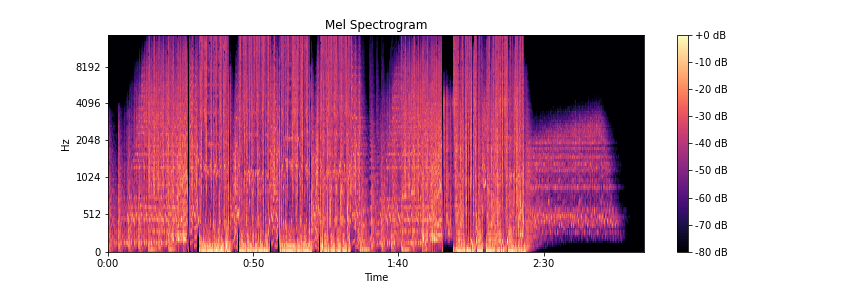 Mel Spectrogram
Hz
8192
4096
2048
1024
512
0
0:00
0:50
1:40
2:30
Time
+0 dB
-10 dB
-20 dB
-30 dB
-40 dB
-50 dB
-60 dB
-70 dB
-80 dB